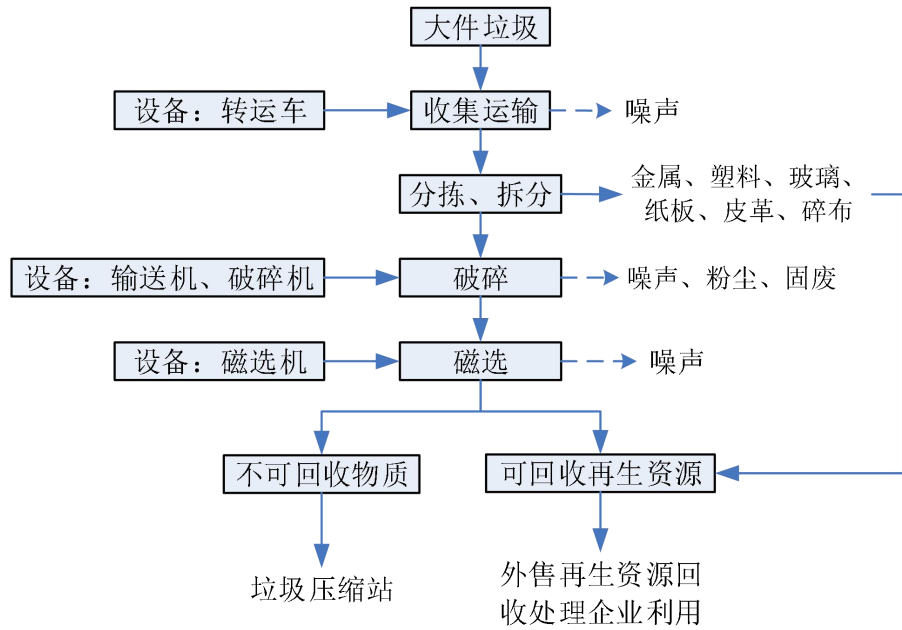 大件垃圾
设备：转运车
收集运输
噪声
分拣、拆分
金属、塑料、玻璃、
纸板、皮革、碎布
设备：输送机、破碎机
破碎
噪声、粉尘、固废
设备：磁选机
磁选
噪声
不可回收物质
可回收再生资源
垃圾压缩站
外售再生资源回
收处理企业利用